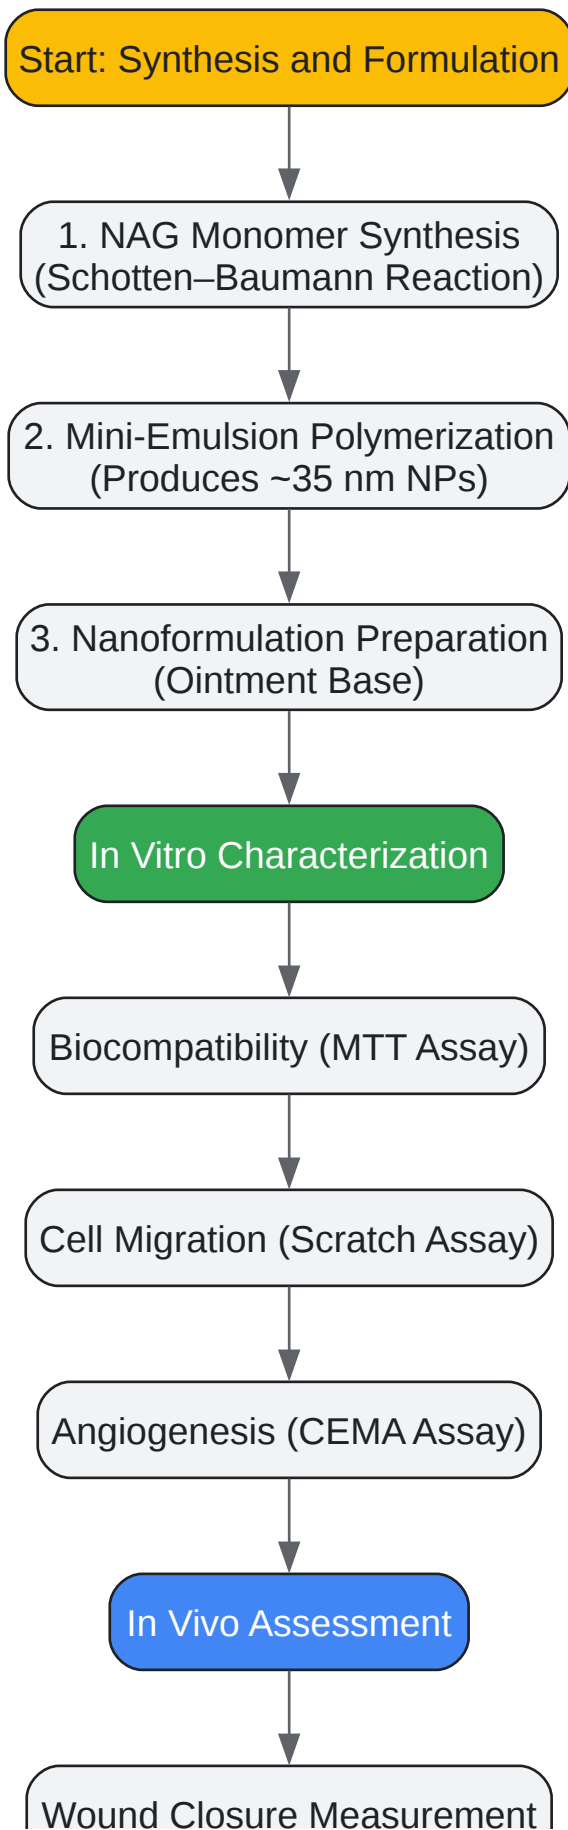 Start: Synthesis and Formulation
1. NAG Monomer Synthesis
(Schotten–Baumann Reaction)
2. Mini-Emulsion Polymerization
(Produces ~35 nm NPs)
3. Nanoformulation Preparation
(Ointment Base)
In Vitro Characterization
Biocompatibility (MTT Assay)
Cell Migration (Scratch Assay)
Angiogenesis (CEMA Assay)
In Vivo Assessment
Wound Closure Measurement